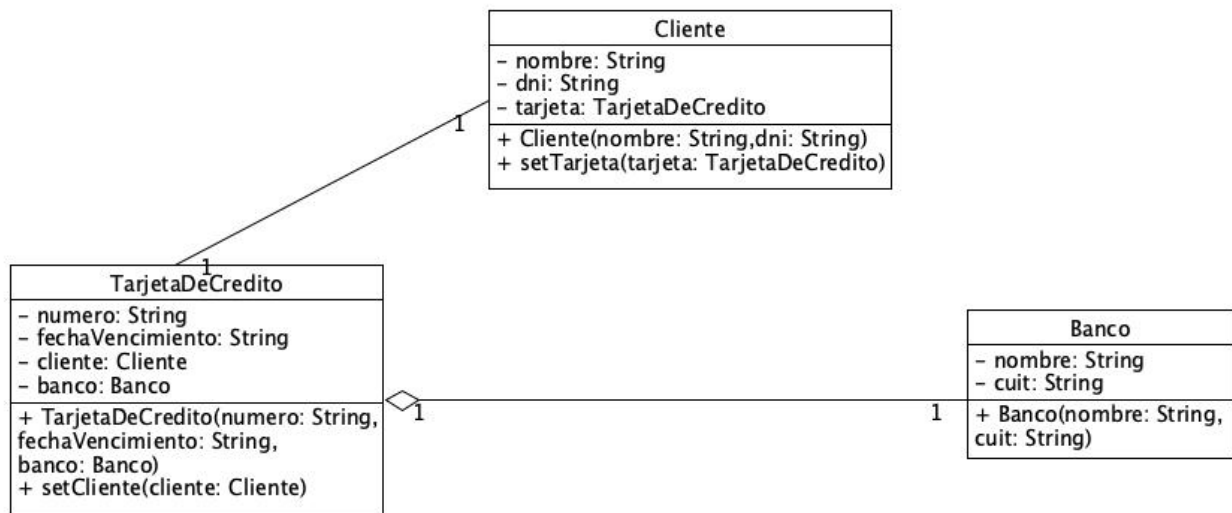 Cliente
– nombre: String
– dni: String
– tarjeta: TarjetaDeCredito
+ Cliente(nombre: String,dni: String)
+ setTarjeta(tarjeta: TarjetaDeCredito)
1
1
TarjetaDeCredito
– numero: String
– fechaVencimiento: String
– cliente: Cliente
– banco: Banco
+ TarjetaDeCredito(numero: String,
fechaVencimiento: String,
banco: Banco)
+ setCliente(cliente: Cliente)
1
1
Banco
– nombre: String
– cuit: String
+ Banco(nombre: String,
cuit: String)